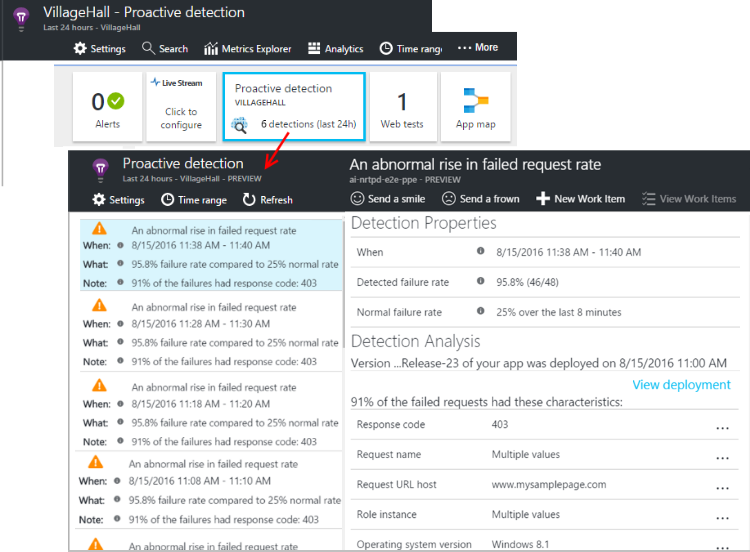 VillageHall - Proactive detection
Last 24 hours - VillageHall
Settings Search Metrics Explorer Analytics Time range ··· More
0
Alerts
Live Stream
Click to
configure
Proactive detection
VILLAGEHALL
6 detections (last 24h)
1
Web tests
App map
Proactive detection
Last 24 hours - VillageHall - PREVIEW
Settings Time range Refresh
An abnormal rise in failed request rate
When: 8/15/2016 11:38 AM - 11:40 AM
What: 95.8% failure rate compared to 25% normal rate
Note: 91% of the failures had response code: 403
An abnormal rise in failed request rate
When: 8/15/2016 11:28 AM - 11:30 AM
What: 95.8% failure rate compared to 25% normal rate
Note: 91% of the failures had response code: 403
An abnormal rise in failed request rate
When: 8/15/2016 11:18 AM - 11:20 AM
What: 95.8% failure rate compared to 25% normal rate
Note: 91% of the failures had response code: 403
An abnormal rise in failed request rate
When: 8/15/2016 11:08 AM - 11:10 AM
What: 95.8% failure rate compared to 25% normal rate
Note: 91% of the failures had response code: 403
An abnormal rise in failed request rate
An abnormal rise in failed request rate
ai-nrtpd-e2e-ppe - PREVIEW
Send a smile Send a frown New Work Item View Work Items
Detection Properties
When 8/15/2016 11:38 AM - 11:40 AM
Detected failure rate 95.8% (46/48)
Normal failure rate 25% over the last 8 minutes
Detection Analysis
Version ...Release-23 of your app was deployed on 8/15/2016 11:00 AM
View deployment
91% of the failed requests had these characteristics:
Response code 403 ...
Request name Multiple values ...
Request URL host www.mysamplepage.com ...
Role instance Multiple values ...
Operating system version Windows 8.1 ...